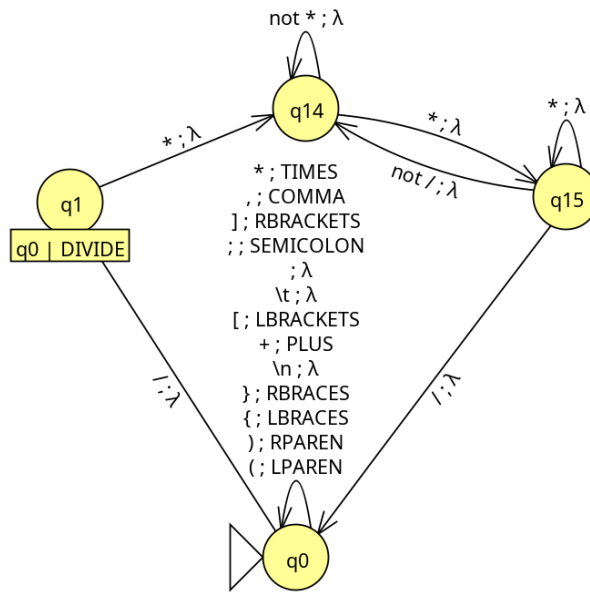 not * ; λ
q14
* ; λ
* ; λ
* ; λ
not / ; λ
q1
q15
q0 | DIVIDE
* ; TIMES
, ; COMMA
] ; RBRACKETS
; ; SEMICOLON
; λ
\t ; λ
[ ; LBRACKETS
+ ; PLUS
\n ; λ
} ; RBRACES
{ ; LBRACES
) ; RPAREN
( ; LPAREN
/ ; λ
/ ; λ
q0